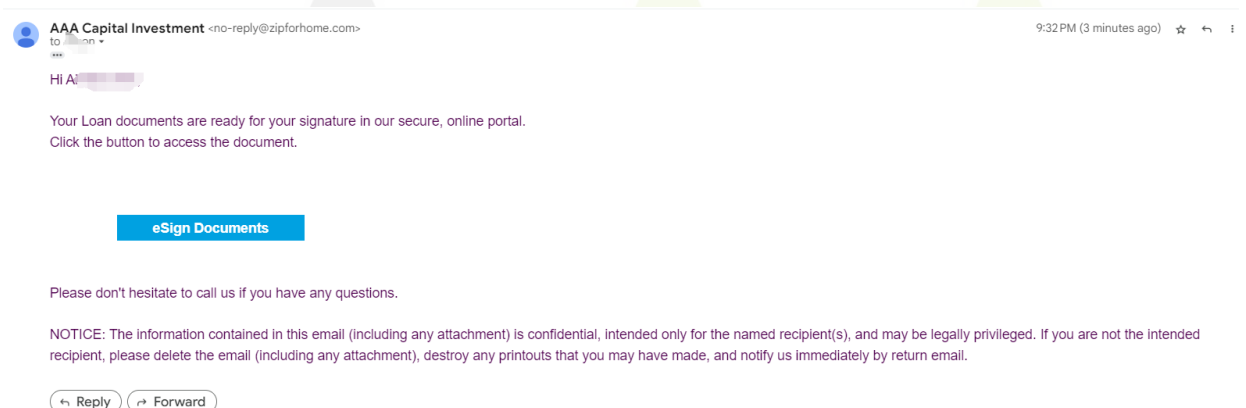 AAA Capital Investment <no-reply@zipforhome.com>
9:32 PM (3 minutes ago)
to
Hi
Your Loan documents are ready for your signature in our secure, online portal.
Click the button to access the document.
eSign Documents
Please don't hesitate to call us if you have any questions.
NOTICE: The information contained in this email (including any attachment) is confidential, intended only for the named recipient(s), and may be legally privileged. If you are not the intended
recipient, please delete the email (including any attachment), destroy any printouts that you may have made, and notify us immediately by return email.
Reply
Forward